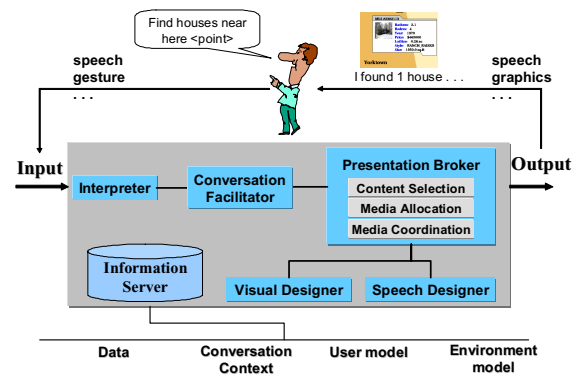 Find houses near
here <point>
speech
gesture
. . .
Yorktown
I found 1 house . . .
speech
graphics
. . .
Input
Output
Interpreter
Conversation
Facilitator
Presentation Broker
Content Selection
Media Allocation
Media Coordination
Information
Server
Visual Designer
Speech Designer
Data
Conversation
Context
User model
Environment
model